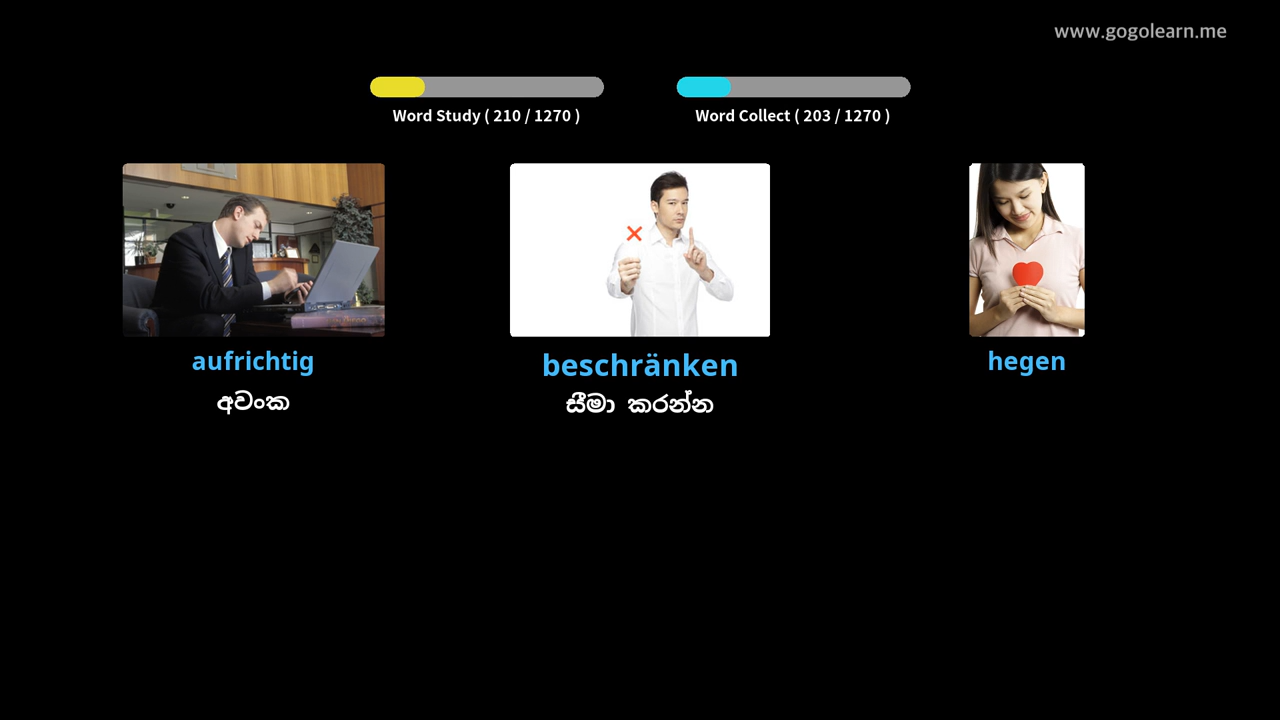 www.gogolearn.me
Word Study ( 210 / 1270 )
Word Collect ( 203 / 1270 )
aufrichtig
අවංක
beschränken
සීමා කරන්න
hegen